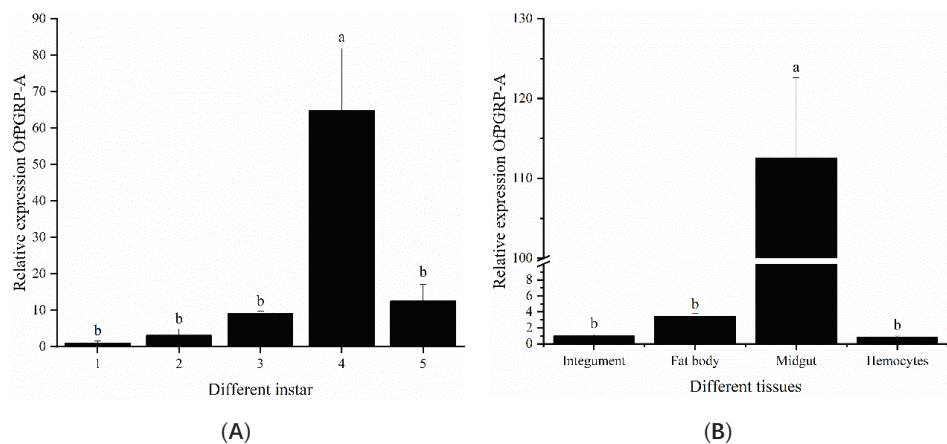 Relative expression OfPGRP-A
90
80
70
60
50
40
30
20
10
0
b
b
b
a
b
1 2 3 4 5
Different instar
(A)
Relative expression OfPGRP-A
130
120
110
100
8
6
4
2
0
b
b
a
b
Integument Fat body Midgut Hemocytes
Different tissues
(B)